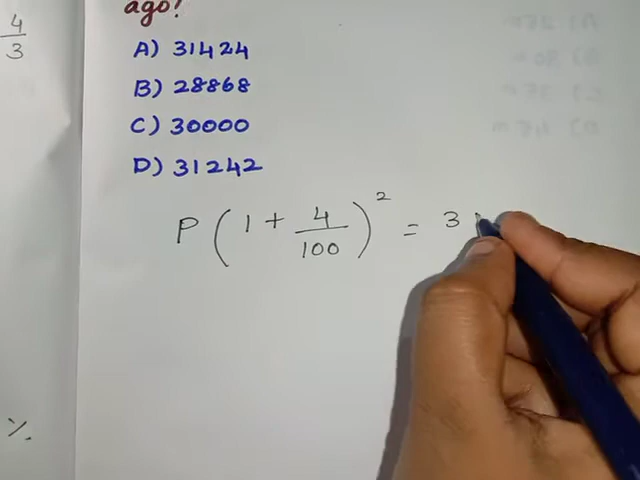 4/3
ago?
A) 31424
B) 28868
C) 30000
D) 31242
P(1 + 4/100)² = 3
%.